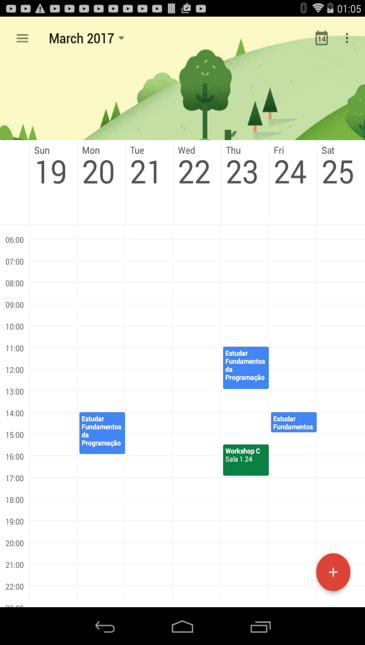 01:05
March 2017
14
Sun Mon Tue Wed Thu Fri Sat
19 20 21 22 23 24 25
06:00
07:00
08:00
09:00
10:00
11:00
Estudar
Fundamentos
da
Programação
12:00
13:00
14:00
Estudar
Fundamentos
da
Programação
Estudar
Fundamentos
15:00
Workshop C
Sala 1.24
16:00
17:00
18:00
19:00
20:00
21:00
22:00